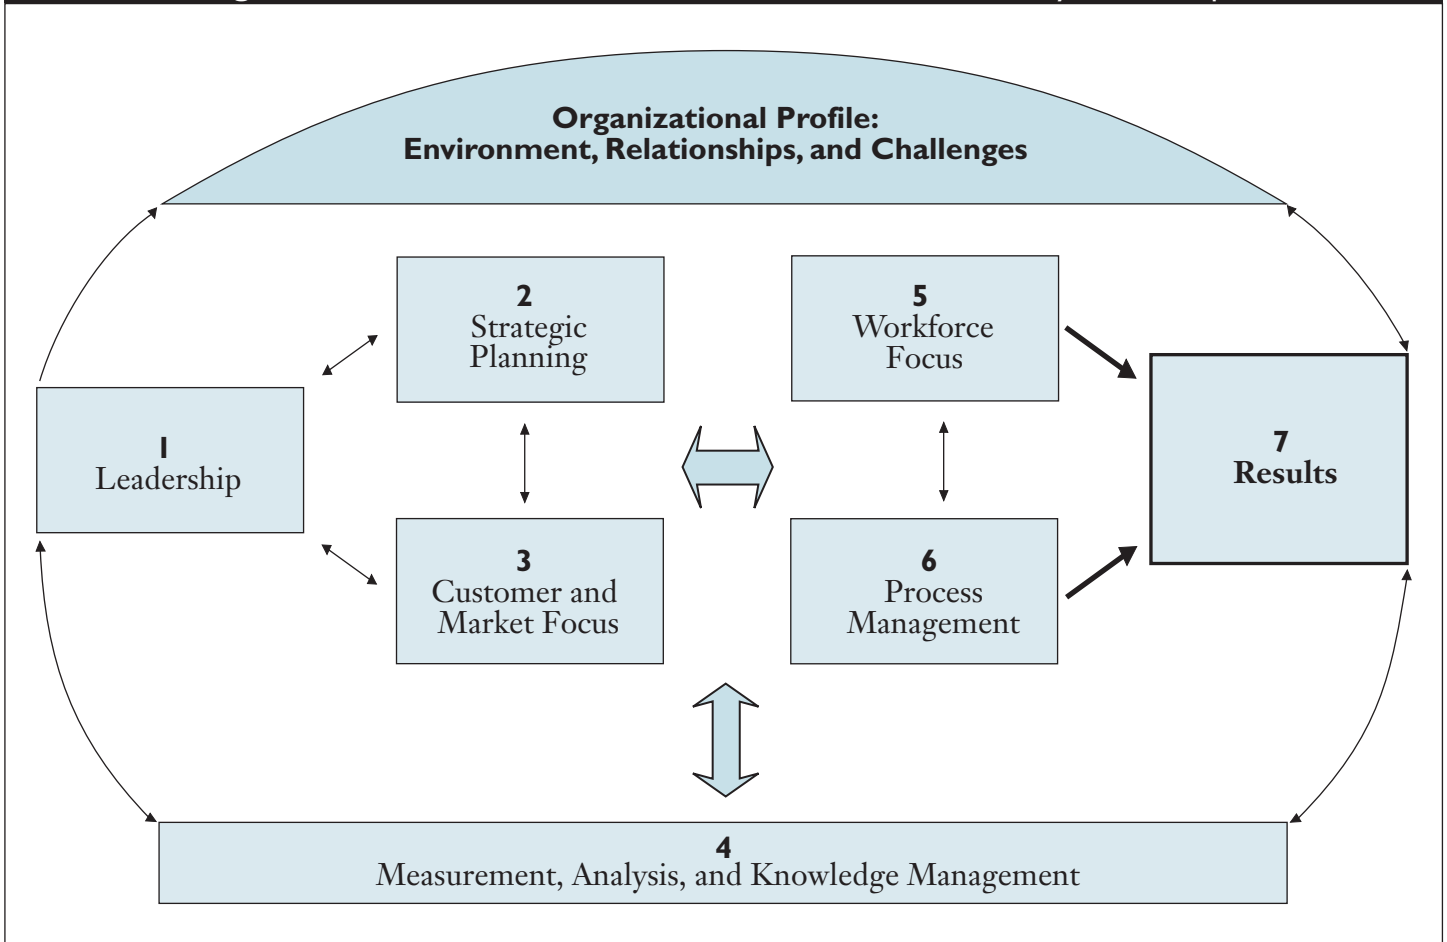 Organizational Profile:
Environment, Relationships, and Challenges
2
Strategic
Planning
5
Workforce
Focus
1
Leadership
7
Results
3
Customer and
Market Focus
6
Process
Management
4
Measurement, Analysis, and Knowledge Management